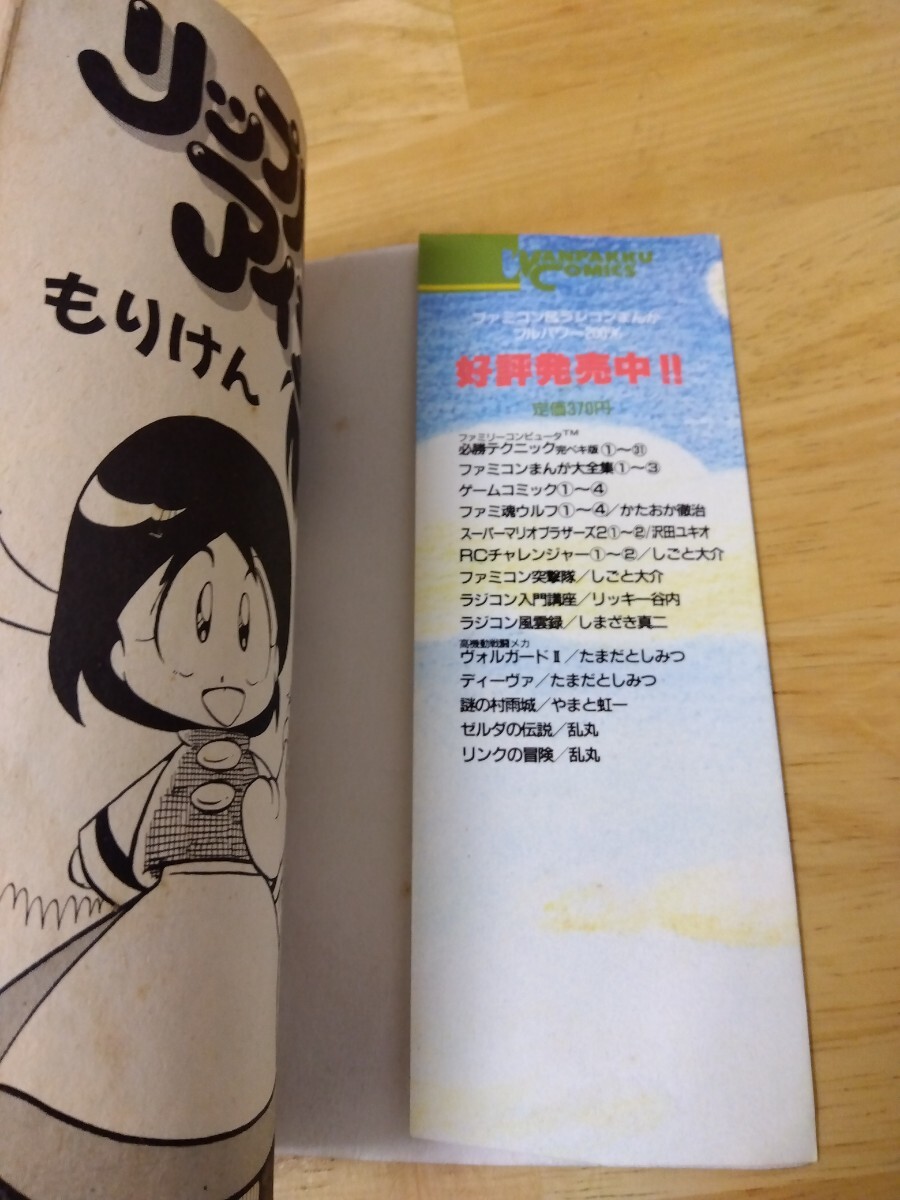 リップル
アイ
もりけん
WANPAKKU
COMICS
ファミコン&ラジコンまんが
フルパワー200%
好評発売中!!
定価370円
ファミリーコンピュータ™
必勝テクニック完ペキ版①〜㉛
ファミコンまんが大全集①〜③
ゲームコミック①〜④
ファミ魂ウルフ①〜④/かたおか徹治
スーパーマリオブラザーズ2①〜②/沢田ユキオ
RCチャレンジャー①〜②/しごと大介
ファミコン突撃隊/しごと大介
ラジコン入門講座/リッキー谷内
ラジコン風雲録/しまざき真二
高機動戦闘メカ
ヴォルガードⅡ/たまだとしみつ
ディーヴァ/たまだとしみつ
謎の村雨城/やまと虹一
ゼルダの伝説/乱丸
リンクの冒険/乱丸